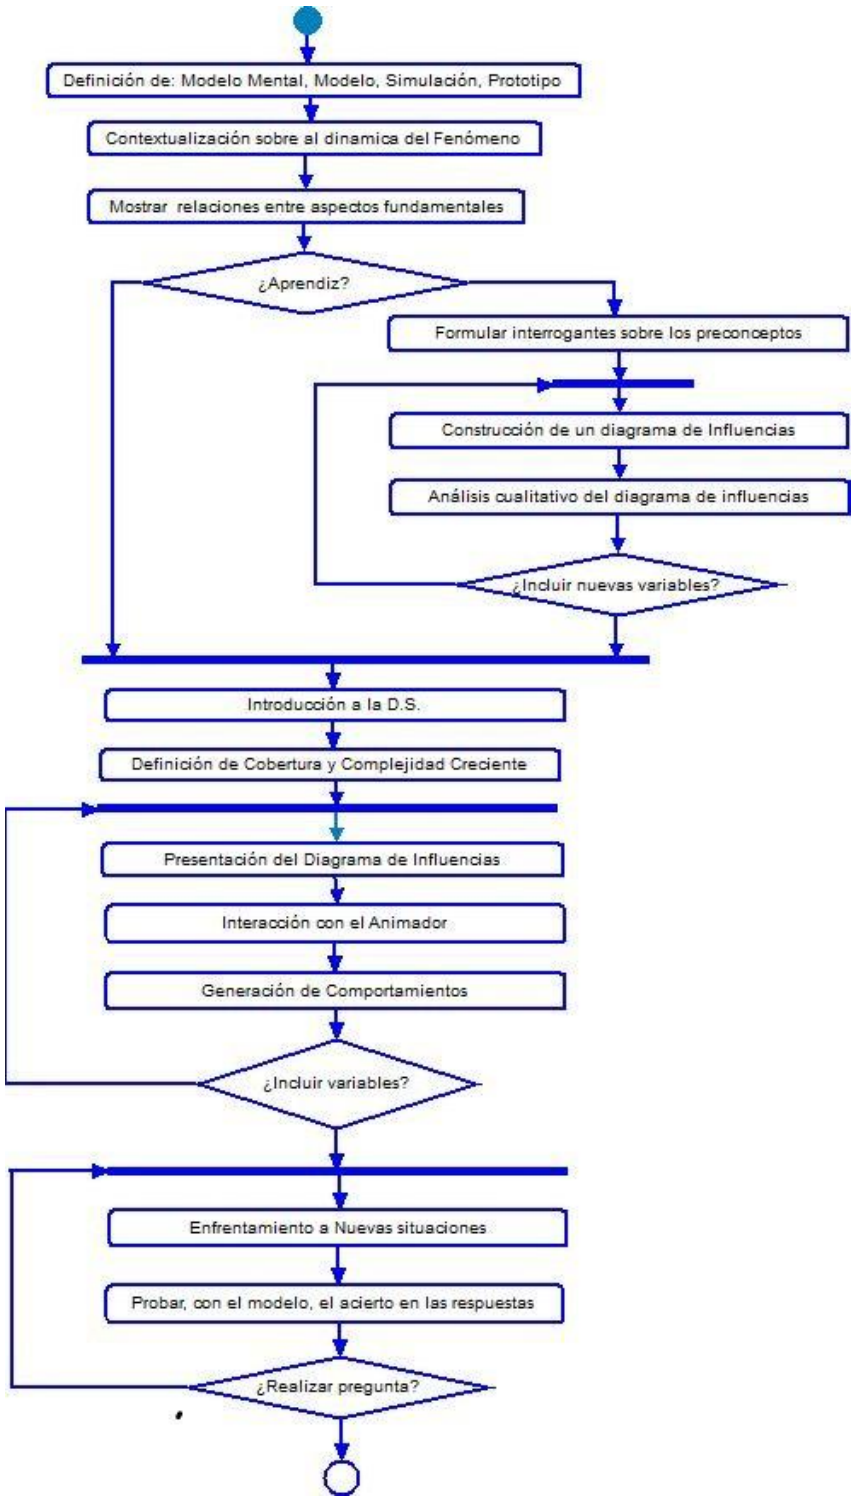 Definición de: Modelo Mental, Modelo, Simulación, Prototipo
Contextualización sobre al dinamica del Fenómeno
Mostrar relaciones entre aspectos fundamentales
¿Aprendiz?
Formular interrogantes sobre los preconceptos
Construcción de un diagrama de Influencias
Análisis cualitativo del diagrama de influencias
¿Incluir nuevas variables?
Introducción a la D.S.
Definición de Cobertura y Complejidad Creciente
Presentación del Diagrama de Influencias
Interacción con el Animador
Generación de Comportamientos
¿Incluir variables?
Enfrentamiento a Nuevas situaciones
Probar, con el modelo, el acierto en las respuestas
¿Realizar pregunta?